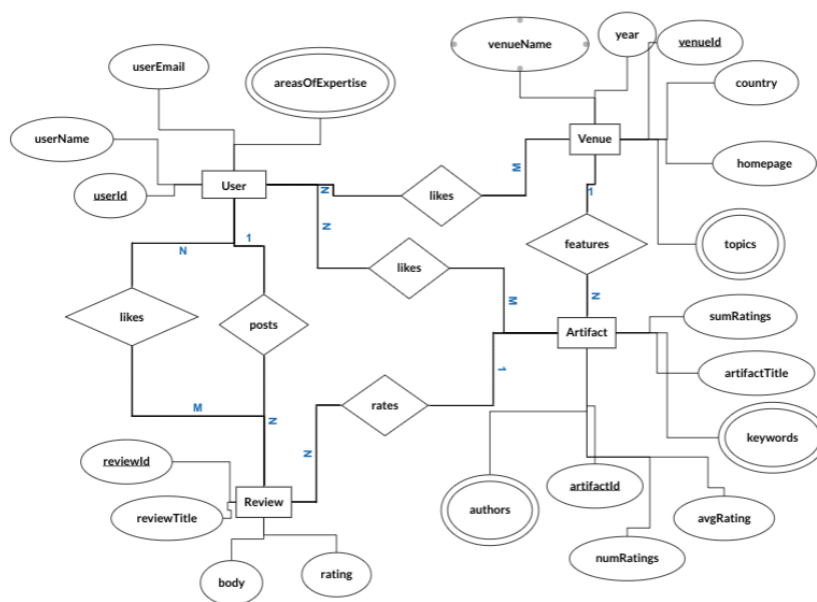 year
venueName
venueId
userEmail
areasOfExpertise
country
userName
Venue
M
homepage
User
userId
N
likes
1
N
1
N
features
topics
likes
likes
posts
N
M
sumRatings
Artifact
artifactTitle
1
rates
M
N
keywords
N
reviewId
artifactId
Review
authors
reviewTitle
avgRating
numRatings
body
rating